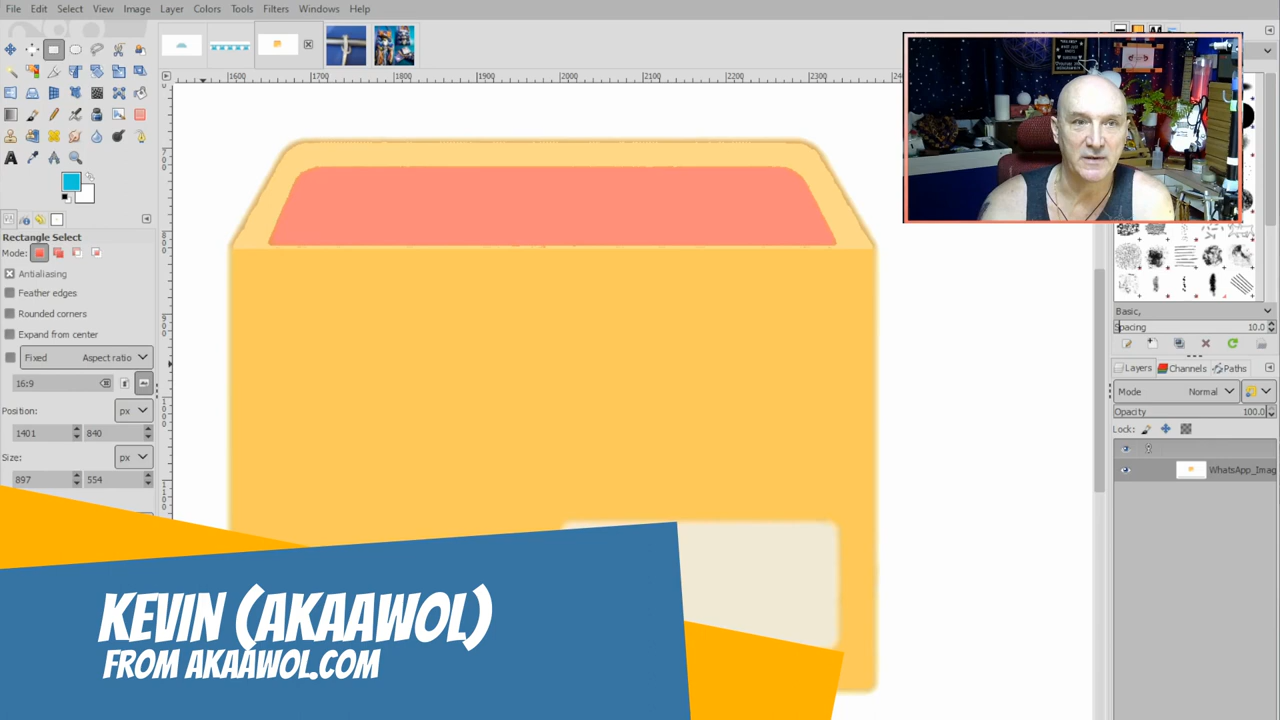 File Edit Select View Image Layer Colors Tools Filters Windows Help
1600 1700 1800 1900 2000 2100 2200 2300
Rectangle Select
Mode:
Antialiasing
Feather edges
Rounded corners
Expand from center
Fixed Aspect ratio
16:9
Position: px
1401 840
Size: px
897 554
Basic,
Spacing 10.0
Layers Channels Paths
Mode Normal
Opacity 100.0
Lock:
WhatsApp_Imag
KEVIN (AKAAWOL)
FROM AKAAWOL.COM